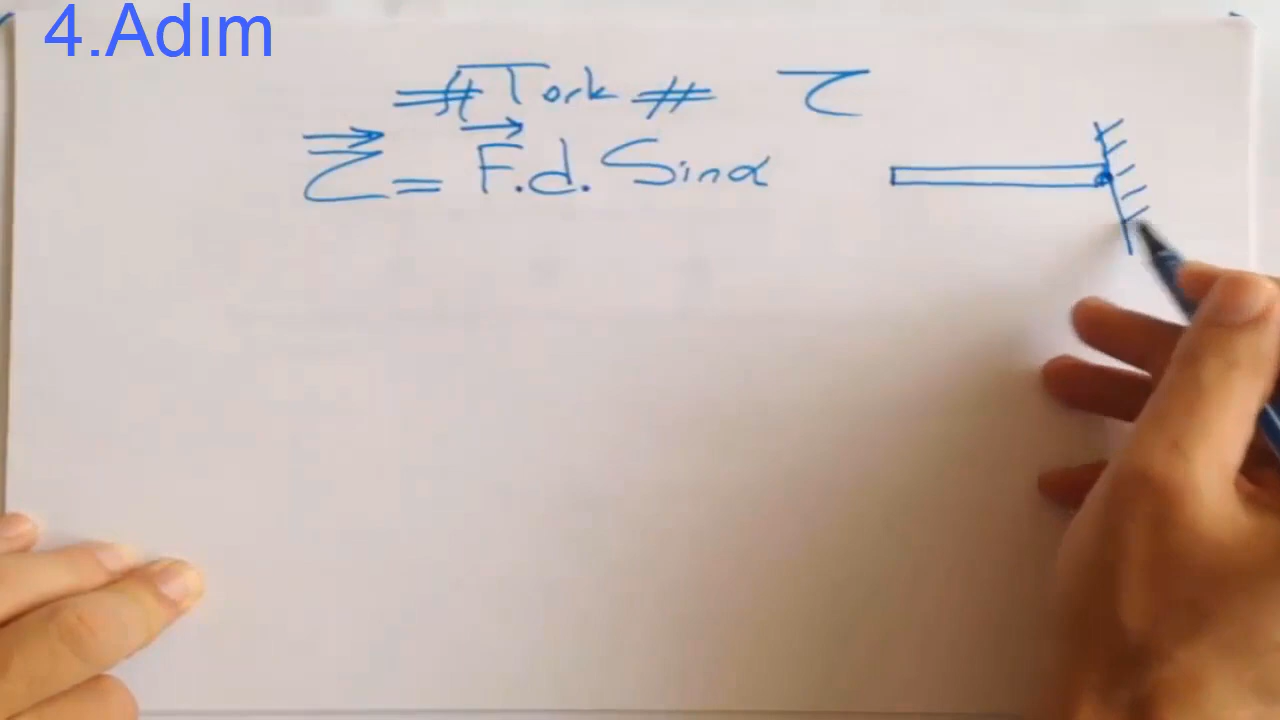 4.Adım
# Tork # τ
τ = F.d.Sinα